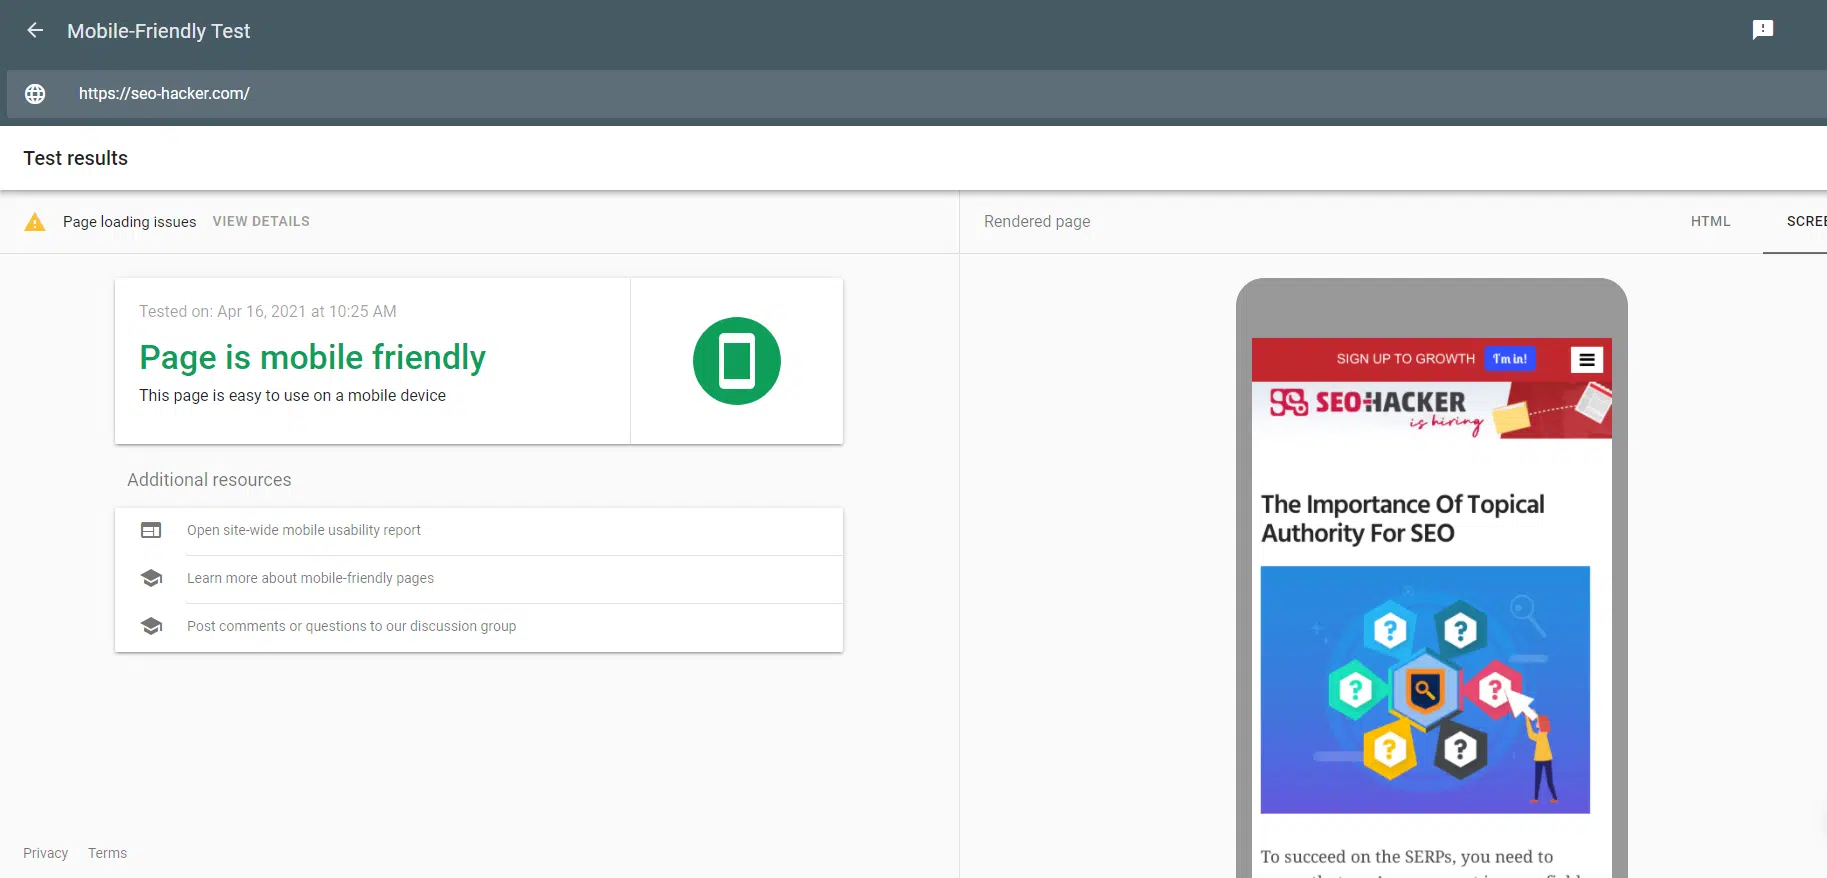 Mobile-Friendly Test
https://seo-hacker.com/
Test results
Page loading issues VIEW DETAILS
Tested on: Apr 16, 2021 at 10:25 AM
Page is mobile friendly
This page is easy to use on a mobile device
Additional resources
Open site-wide mobile usability report
Learn more about mobile-friendly pages
Post comments or questions to our discussion group
Privacy Terms
Rendered page HTML SCREE
SIGN UP TO GROWTH I'm in!
SEO-HACKER
is hiring
The Importance Of Topical
Authority For SEO
To succeed on the SERPs, you need to